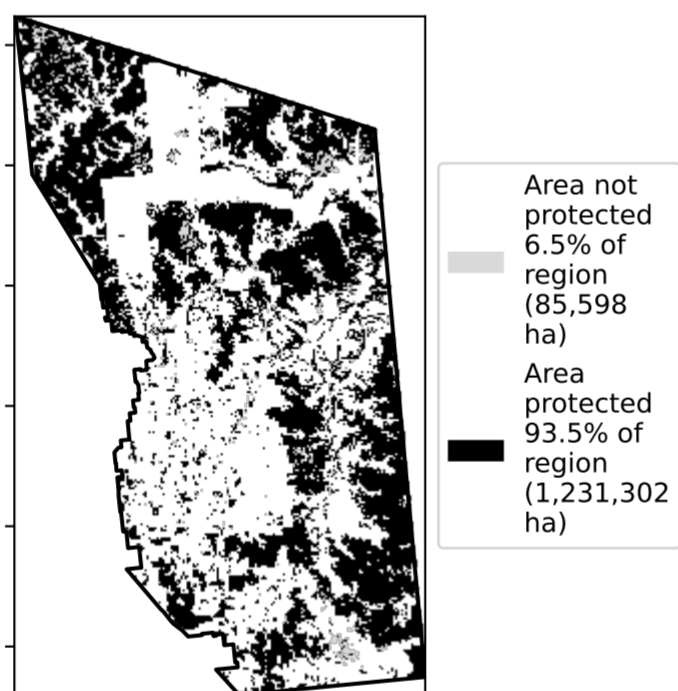 Area not
protected
6.5% of
region
(85,598
ha)
Area
protected
93.5% of
region
(1,231,302
ha)